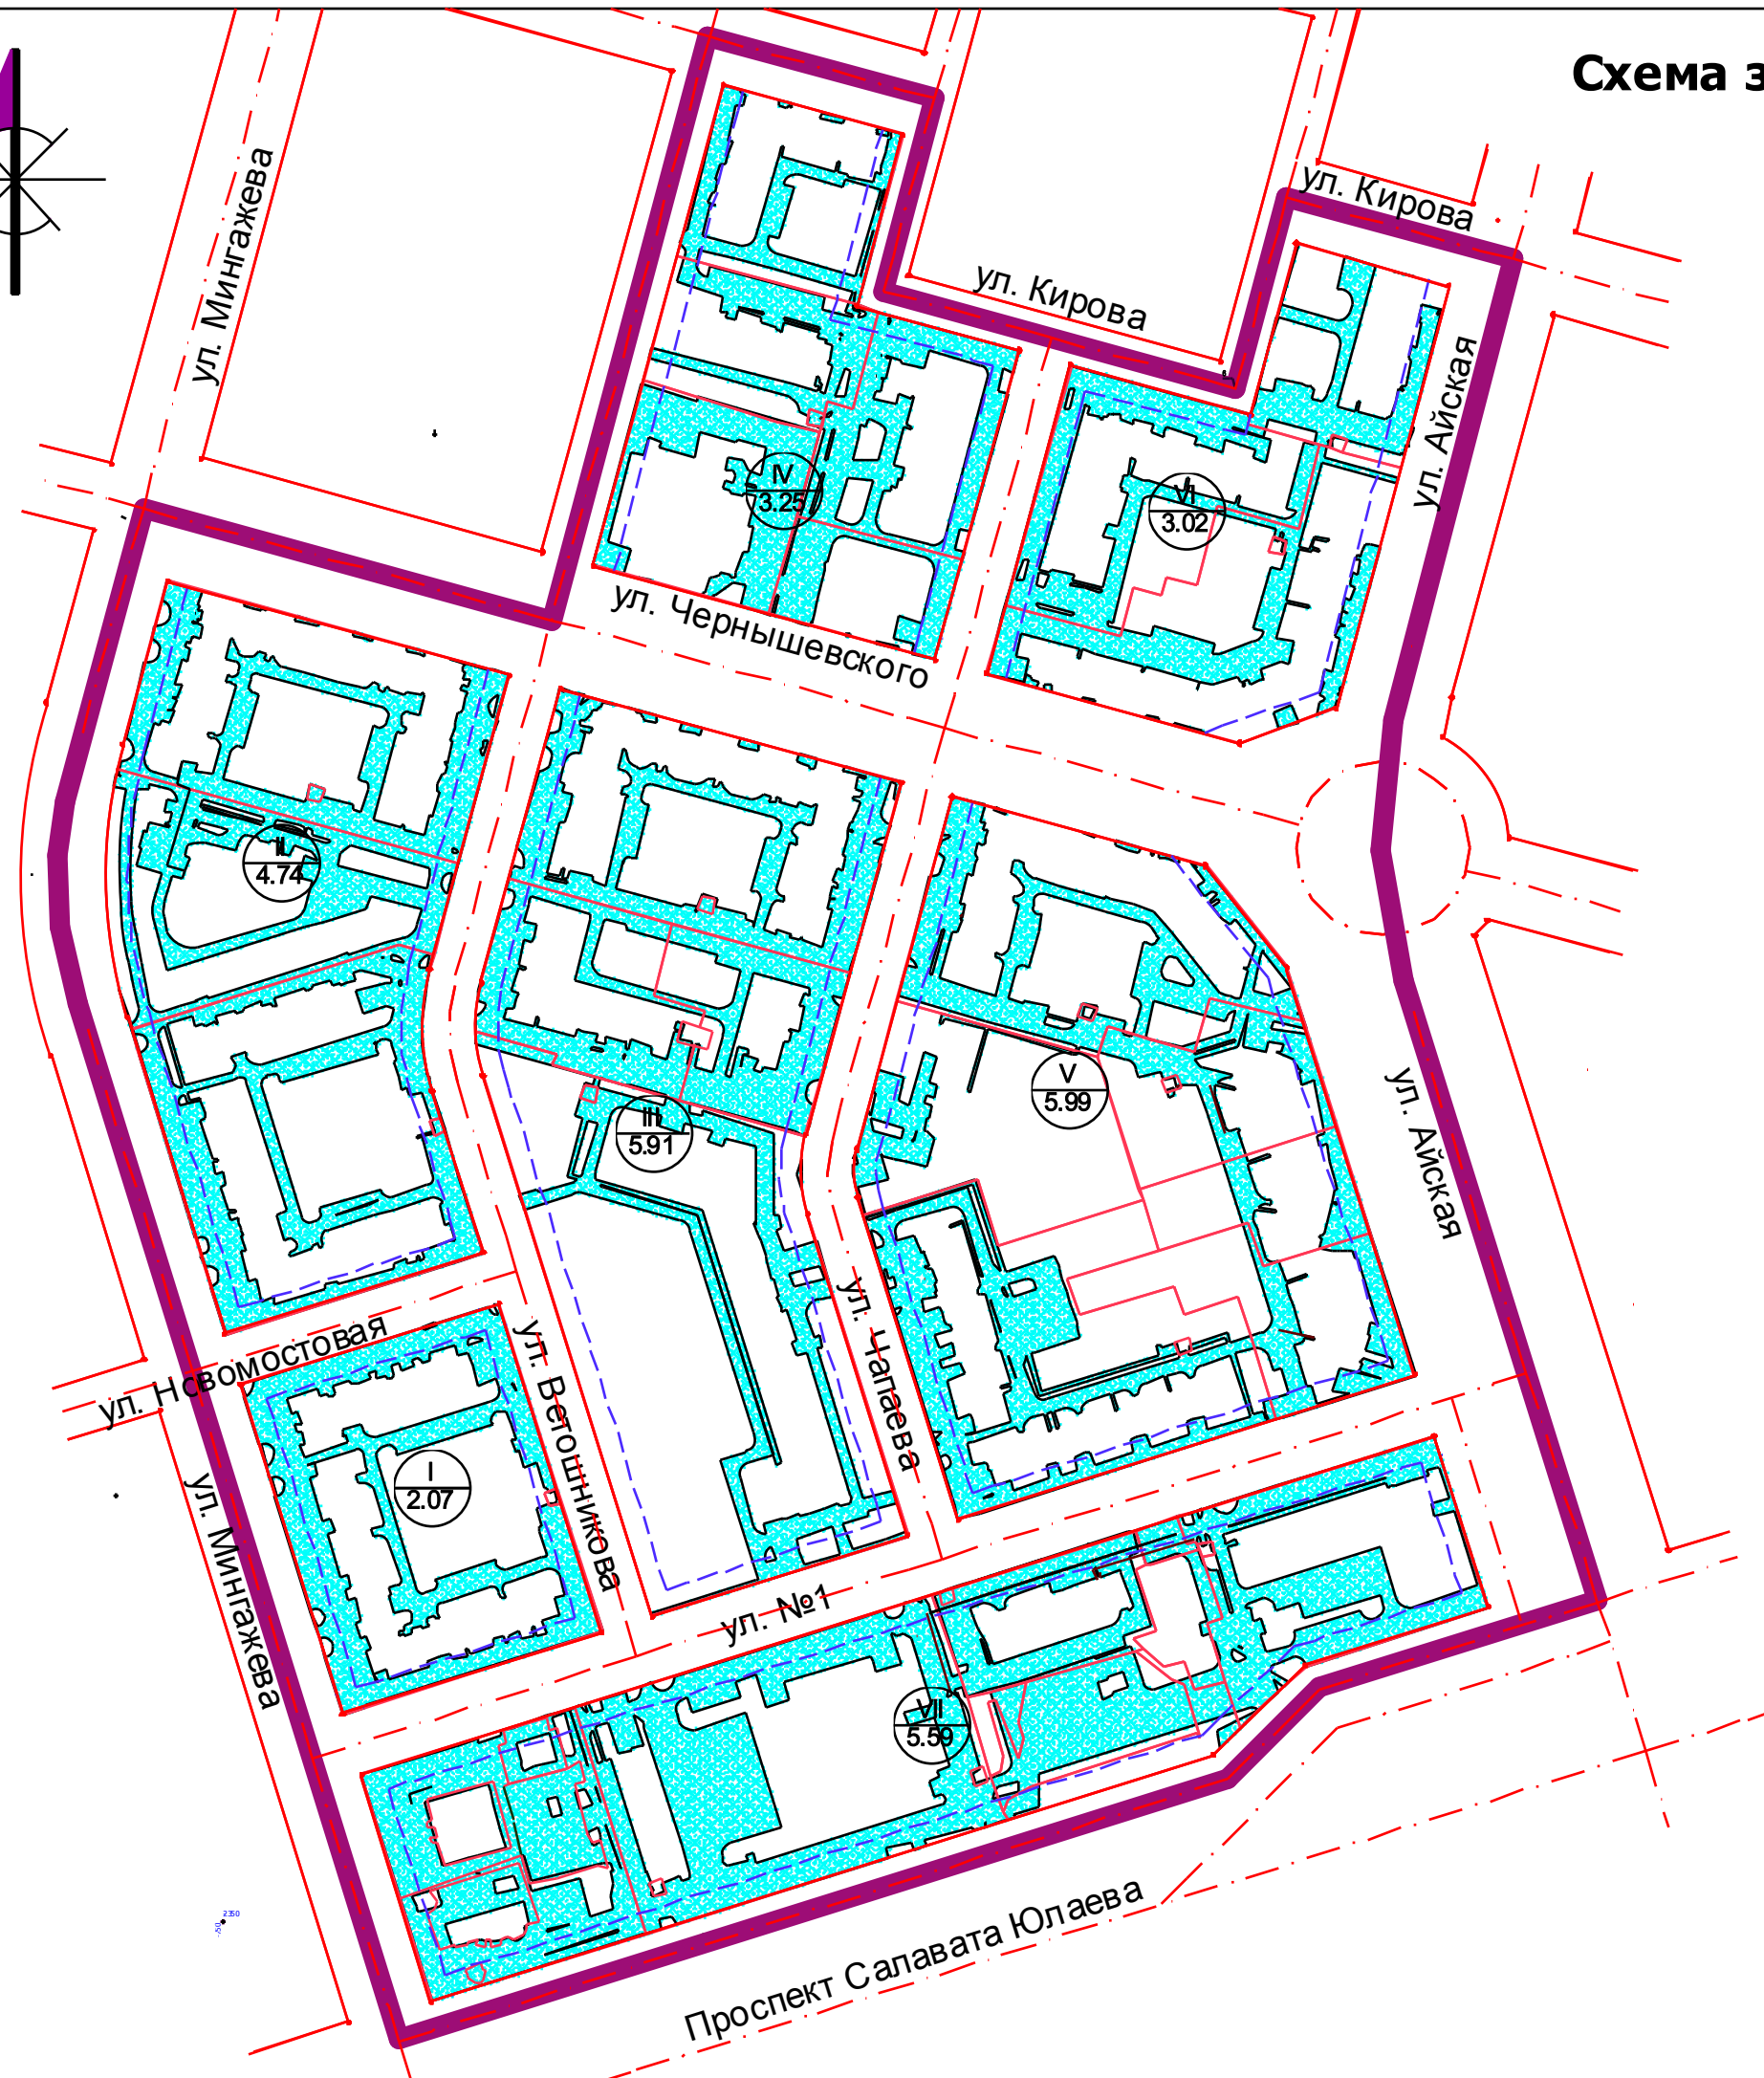 Схема з
ул. Мингажева
ул. Кирова
ул. Кирова
ул. Айская
IV
3.25
VI
3.02
ул. Чернышевского
II
4.74
V
5.99
III
5.91
ул. Айская
ул. Новомостовая
ул. Ветошникова
ул. Чапаева
I
2.07
ул. Мингажева
ул. №1
VII
5.59
2350
Проспект Салавата Юлаева